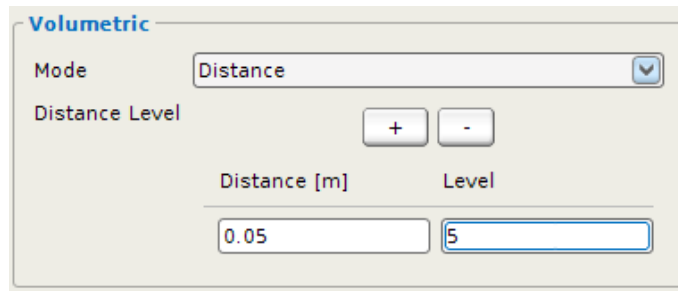 Volumetric
Mode Distance
Distance Level
+ -
Distance [m] Level
0.05 5